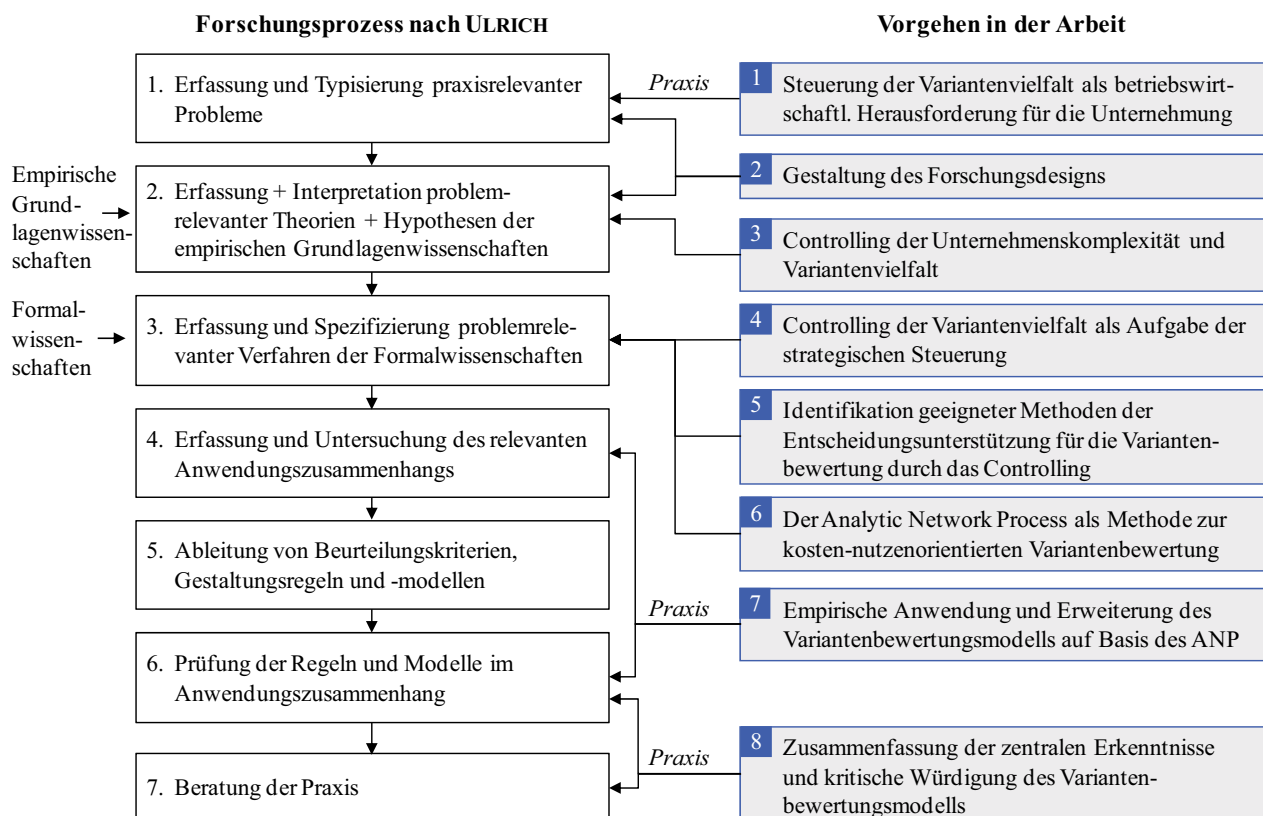 Forschungsprozess nach ULRICH
1. Erfassung und Typisierung praxisrelevanter
Probleme
Empirische
Grund-
lagenwissen-
schaften
2. Erfassung + Interpretation problem-
relevanter Theorien + Hypothesen der
empirischen Grundlagenwissenschaften
Formal-
wissen-
schaften
3. Erfassung und Spezifizierung problemrele-
vanter Verfahren der Formalwissenschaften
4. Erfassung und Untersuchung des relevanten
Anwendungszusammenhangs
5. Ableitung von Beurteilungskriterien,
Gestaltungsregeln und -modellen
6. Prüfung der Regeln und Modelle im
Anwendungszusammenhang
7. Beratung der Praxis
Vorgehen in der Arbeit
Praxis
1 Steuerung der Variantenvielfalt als betriebswirt-
schaftl. Herausforderung für die Unternehmung
2 Gestaltung des Forschungsdesigns
3 Controlling der Unternehmenskomplexität und
Variantenvielfalt
4 Controlling der Variantenvielfalt als Aufgabe der
strategischen Steuerung
5 Identifikation geeigneter Methoden der
Entscheidungsunterstützung für die Varianten-
bewertung durch das Controlling
6 Der Analytic Network Process als Methode zur
kosten-nutzenorientierten Variantenbewertung
Praxis
7 Empirische Anwendung und Erweiterung des
Variantenbewertungsmodells auf Basis des ANP
Praxis
8 Zusammenfassung der zentralen Erkenntnisse
und kritische Würdigung des Varianten-
bewertungsmodells